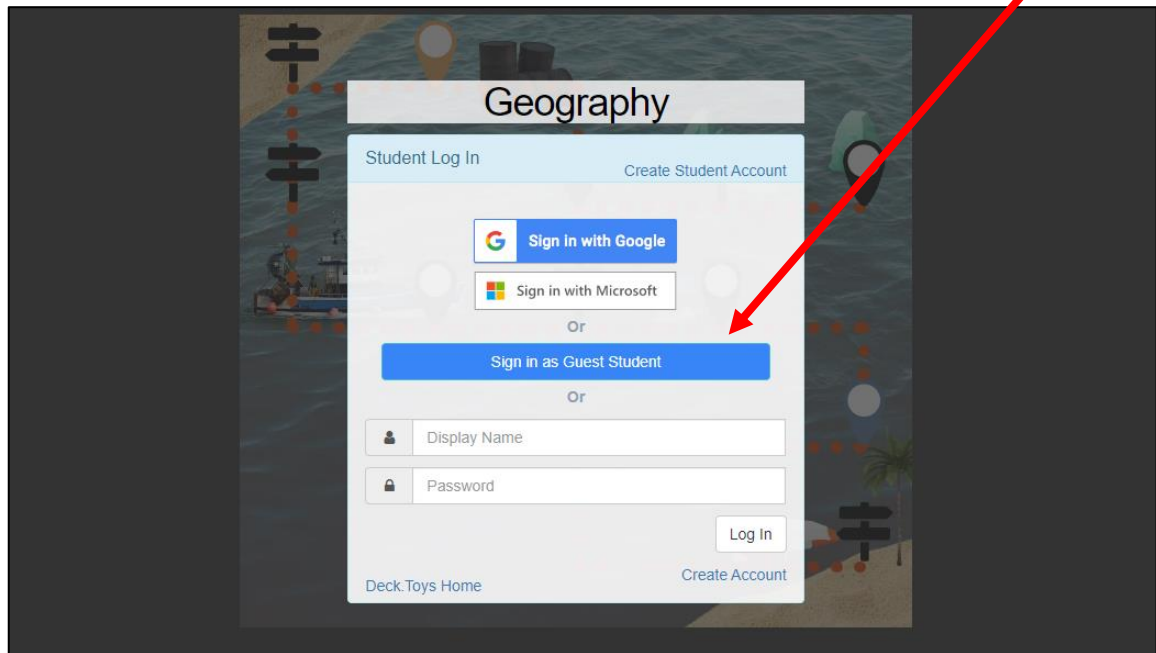 Geography
Student Log In
Create Student Account
Sign in with Google
Sign in with Microsoft
Or
Sign in as Guest Student
Or
Display Name
Password
Log In
Create Account
Deck.Toys Home